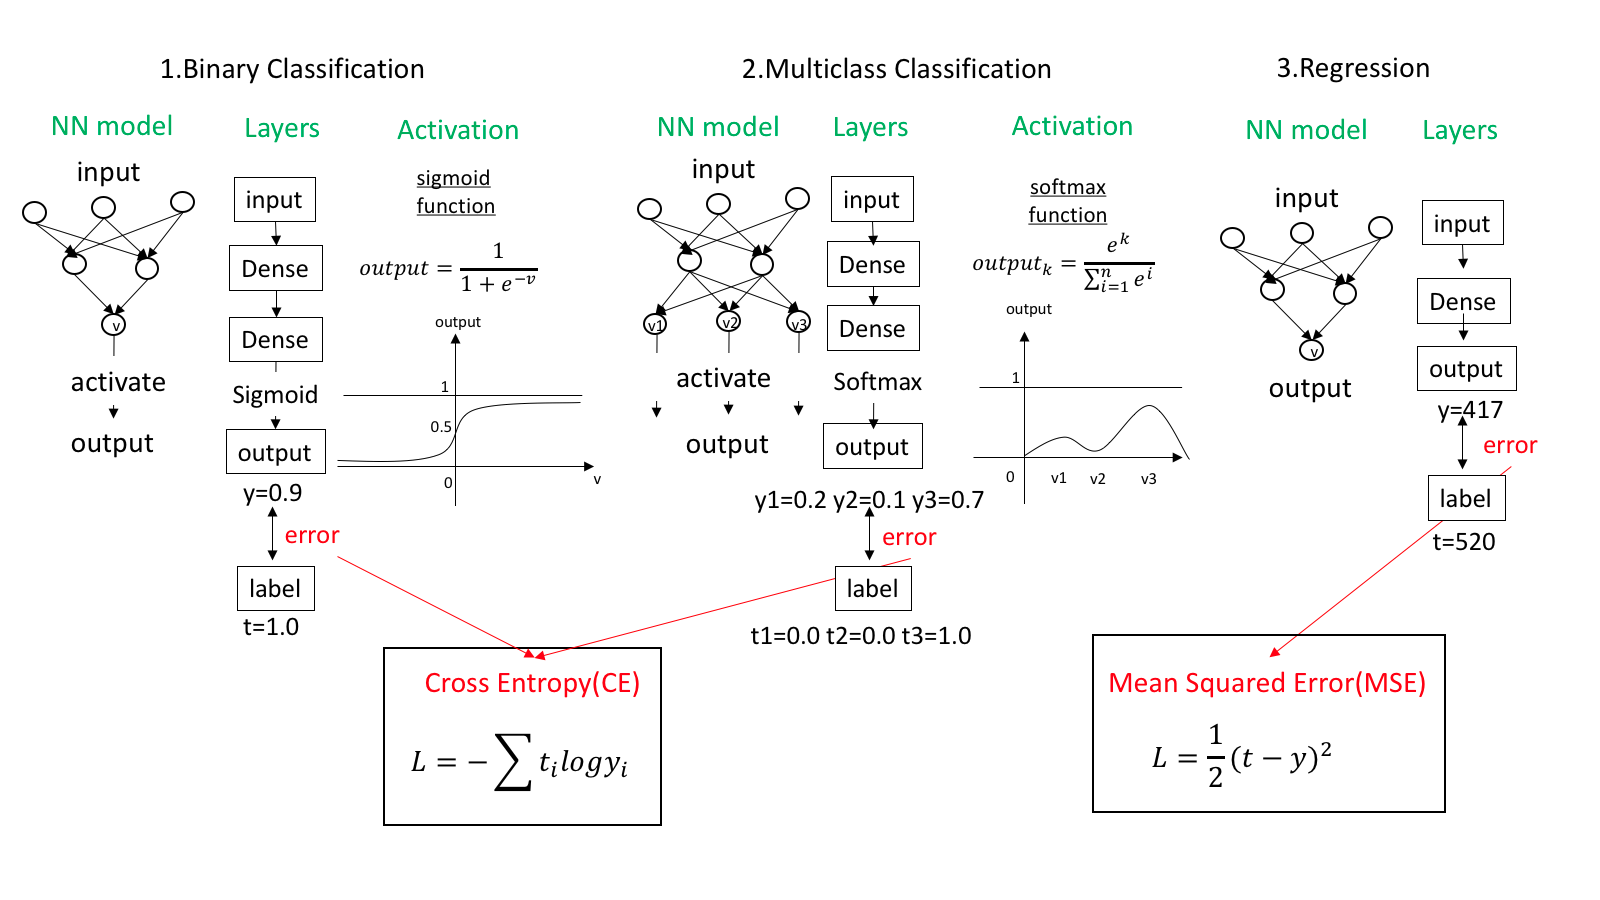 1.Binary Classification
NN model
Layers
Activation
input
input
Dense
Dense
Sigmoid
output
v
activate
output
sigmoid
function
output = 1 / (1 + e^{-v})
output
1
0.5
0
v
y=0.9
error
label
t=1.0
2.Multiclass Classification
NN model
Layers
Activation
input
v1 v2 v3
activate
output
input
Dense
Dense
Softmax
output
softmax
function
output_k = e^k / \sum_{i=1}^{n} e^i
output
1
0 v1 v2 v3
y1=0.2 y2=0.1 y3=0.7
error
label
t1=0.0 t2=0.0 t3=1.0
3.Regression
NN model
Layers
input
v
output
input
Dense
output
y=417
error
label
t=520
Cross Entropy(CE)
L = -\sum t_i log y_i
Mean Squared Error(MSE)
L = 1/2 (t - y)^2